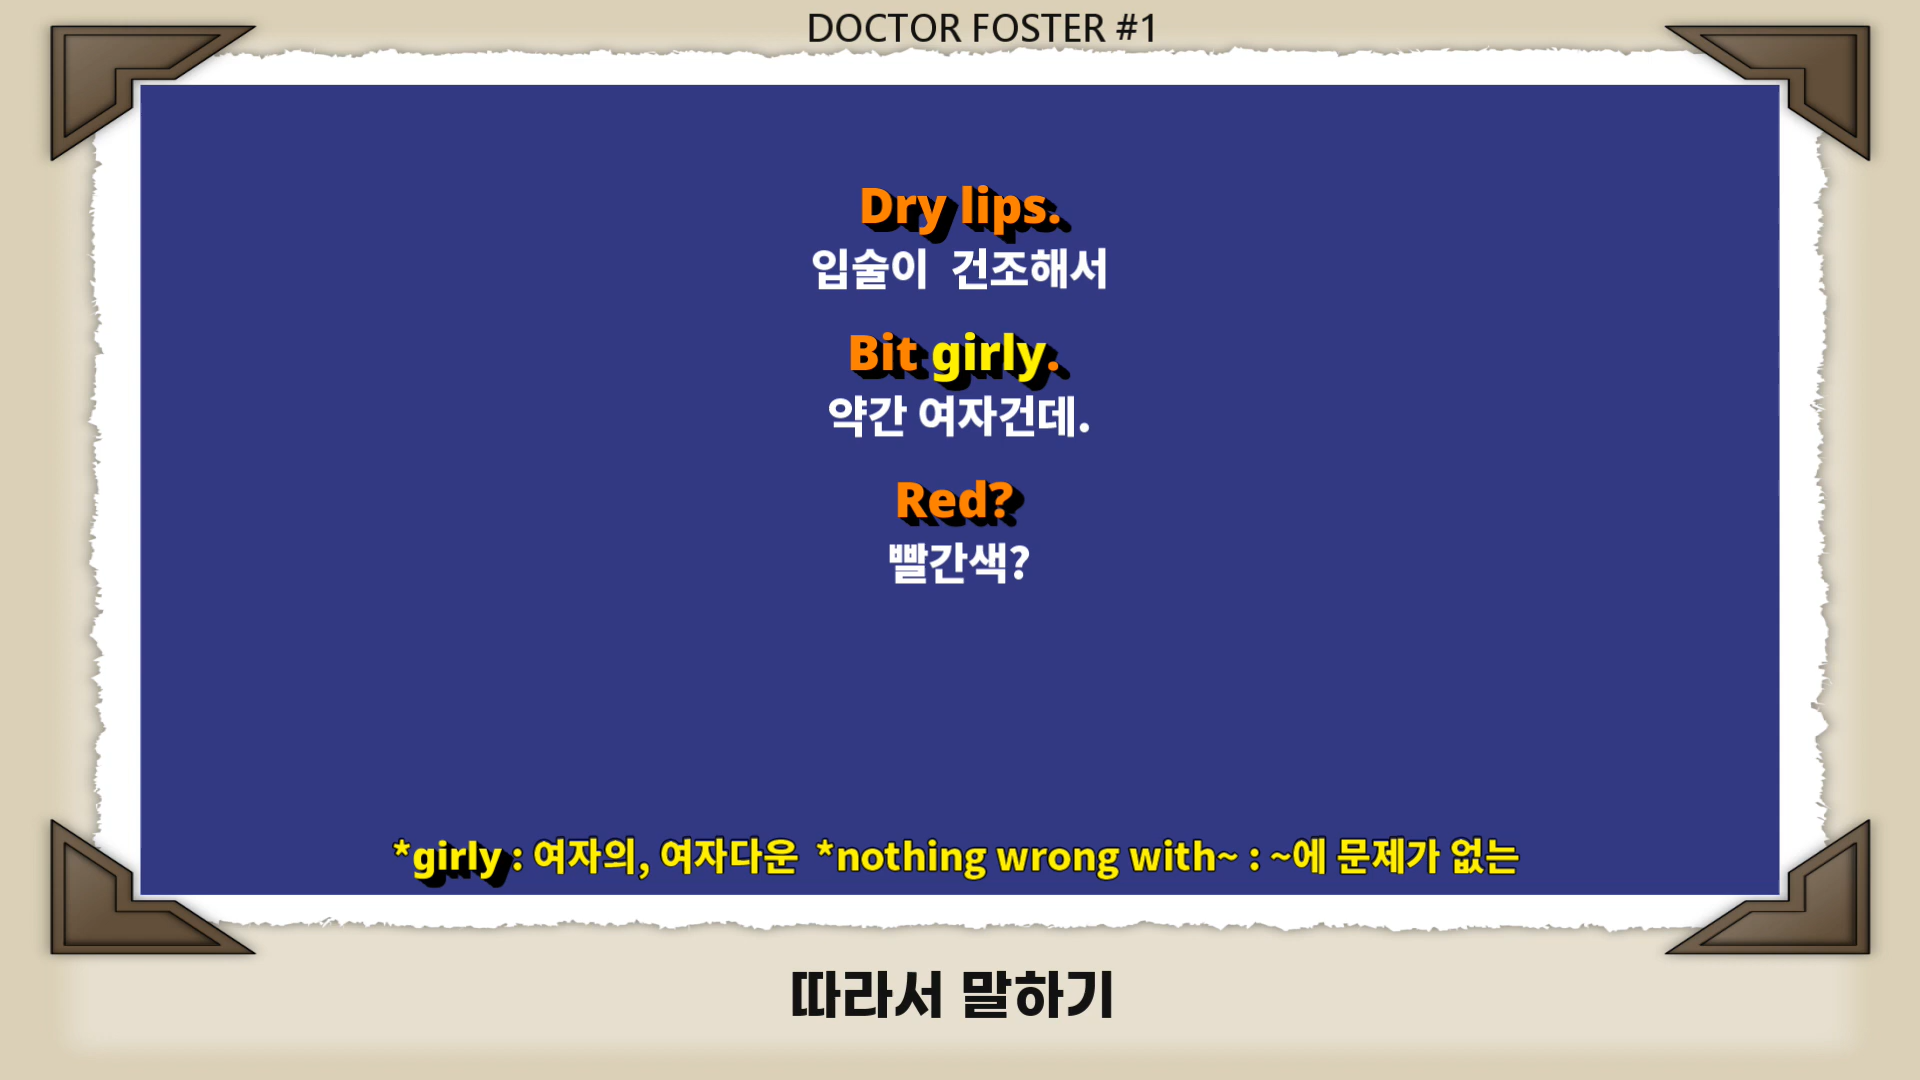 DOCTOR FOSTER #1
Dry lips.
입술이 건조해서
Bit girly.
약간 여자건데.
Red?
빨간색?
*girly : 여자의, 여자다운 *nothing wrong with~ : ~에 문제가 없는
따라서 말하기